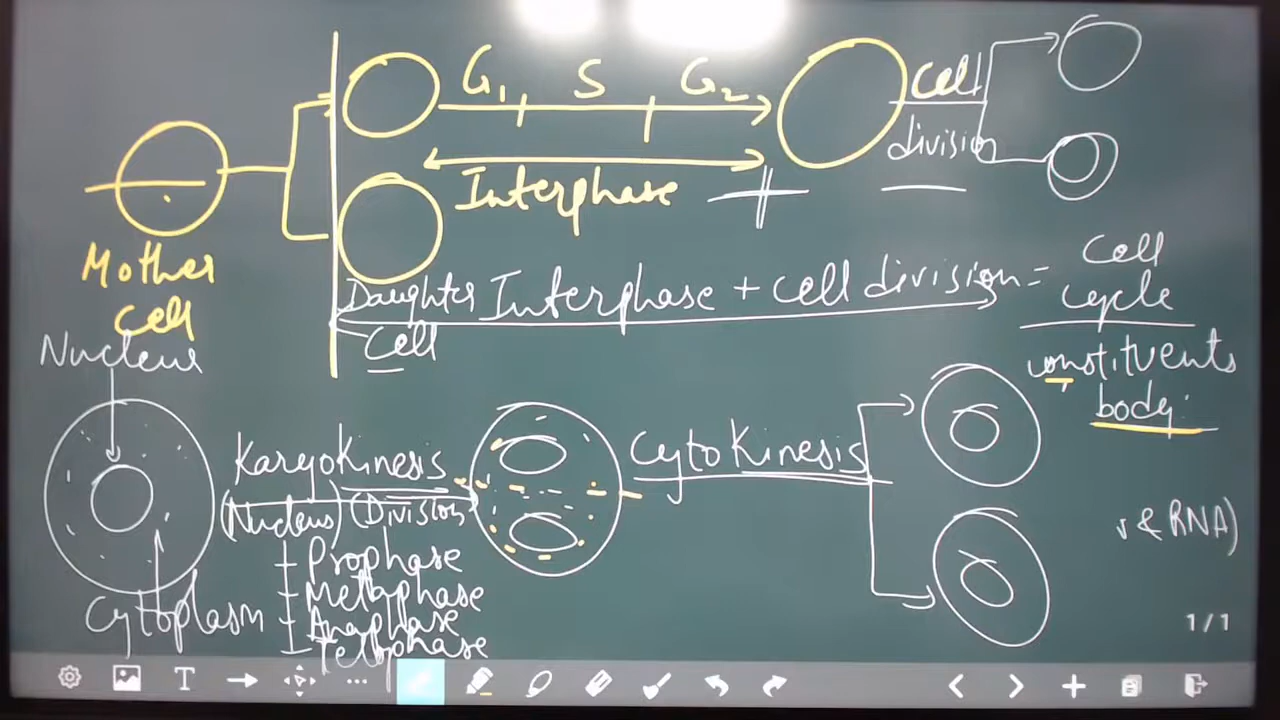 G₁ S G₂
Cell
division
Interphase
Mother
Cell
Daughter
Cell
Interphase + Cell division =
Cell
cycle
constituents
body
Nucleus
Cytoplasm
Karyokinesis
(Nucleus) (Division)
Prophase
Metaphase
Anaphase
Telophase
Cytokinesis
& RNA)
1/1
T